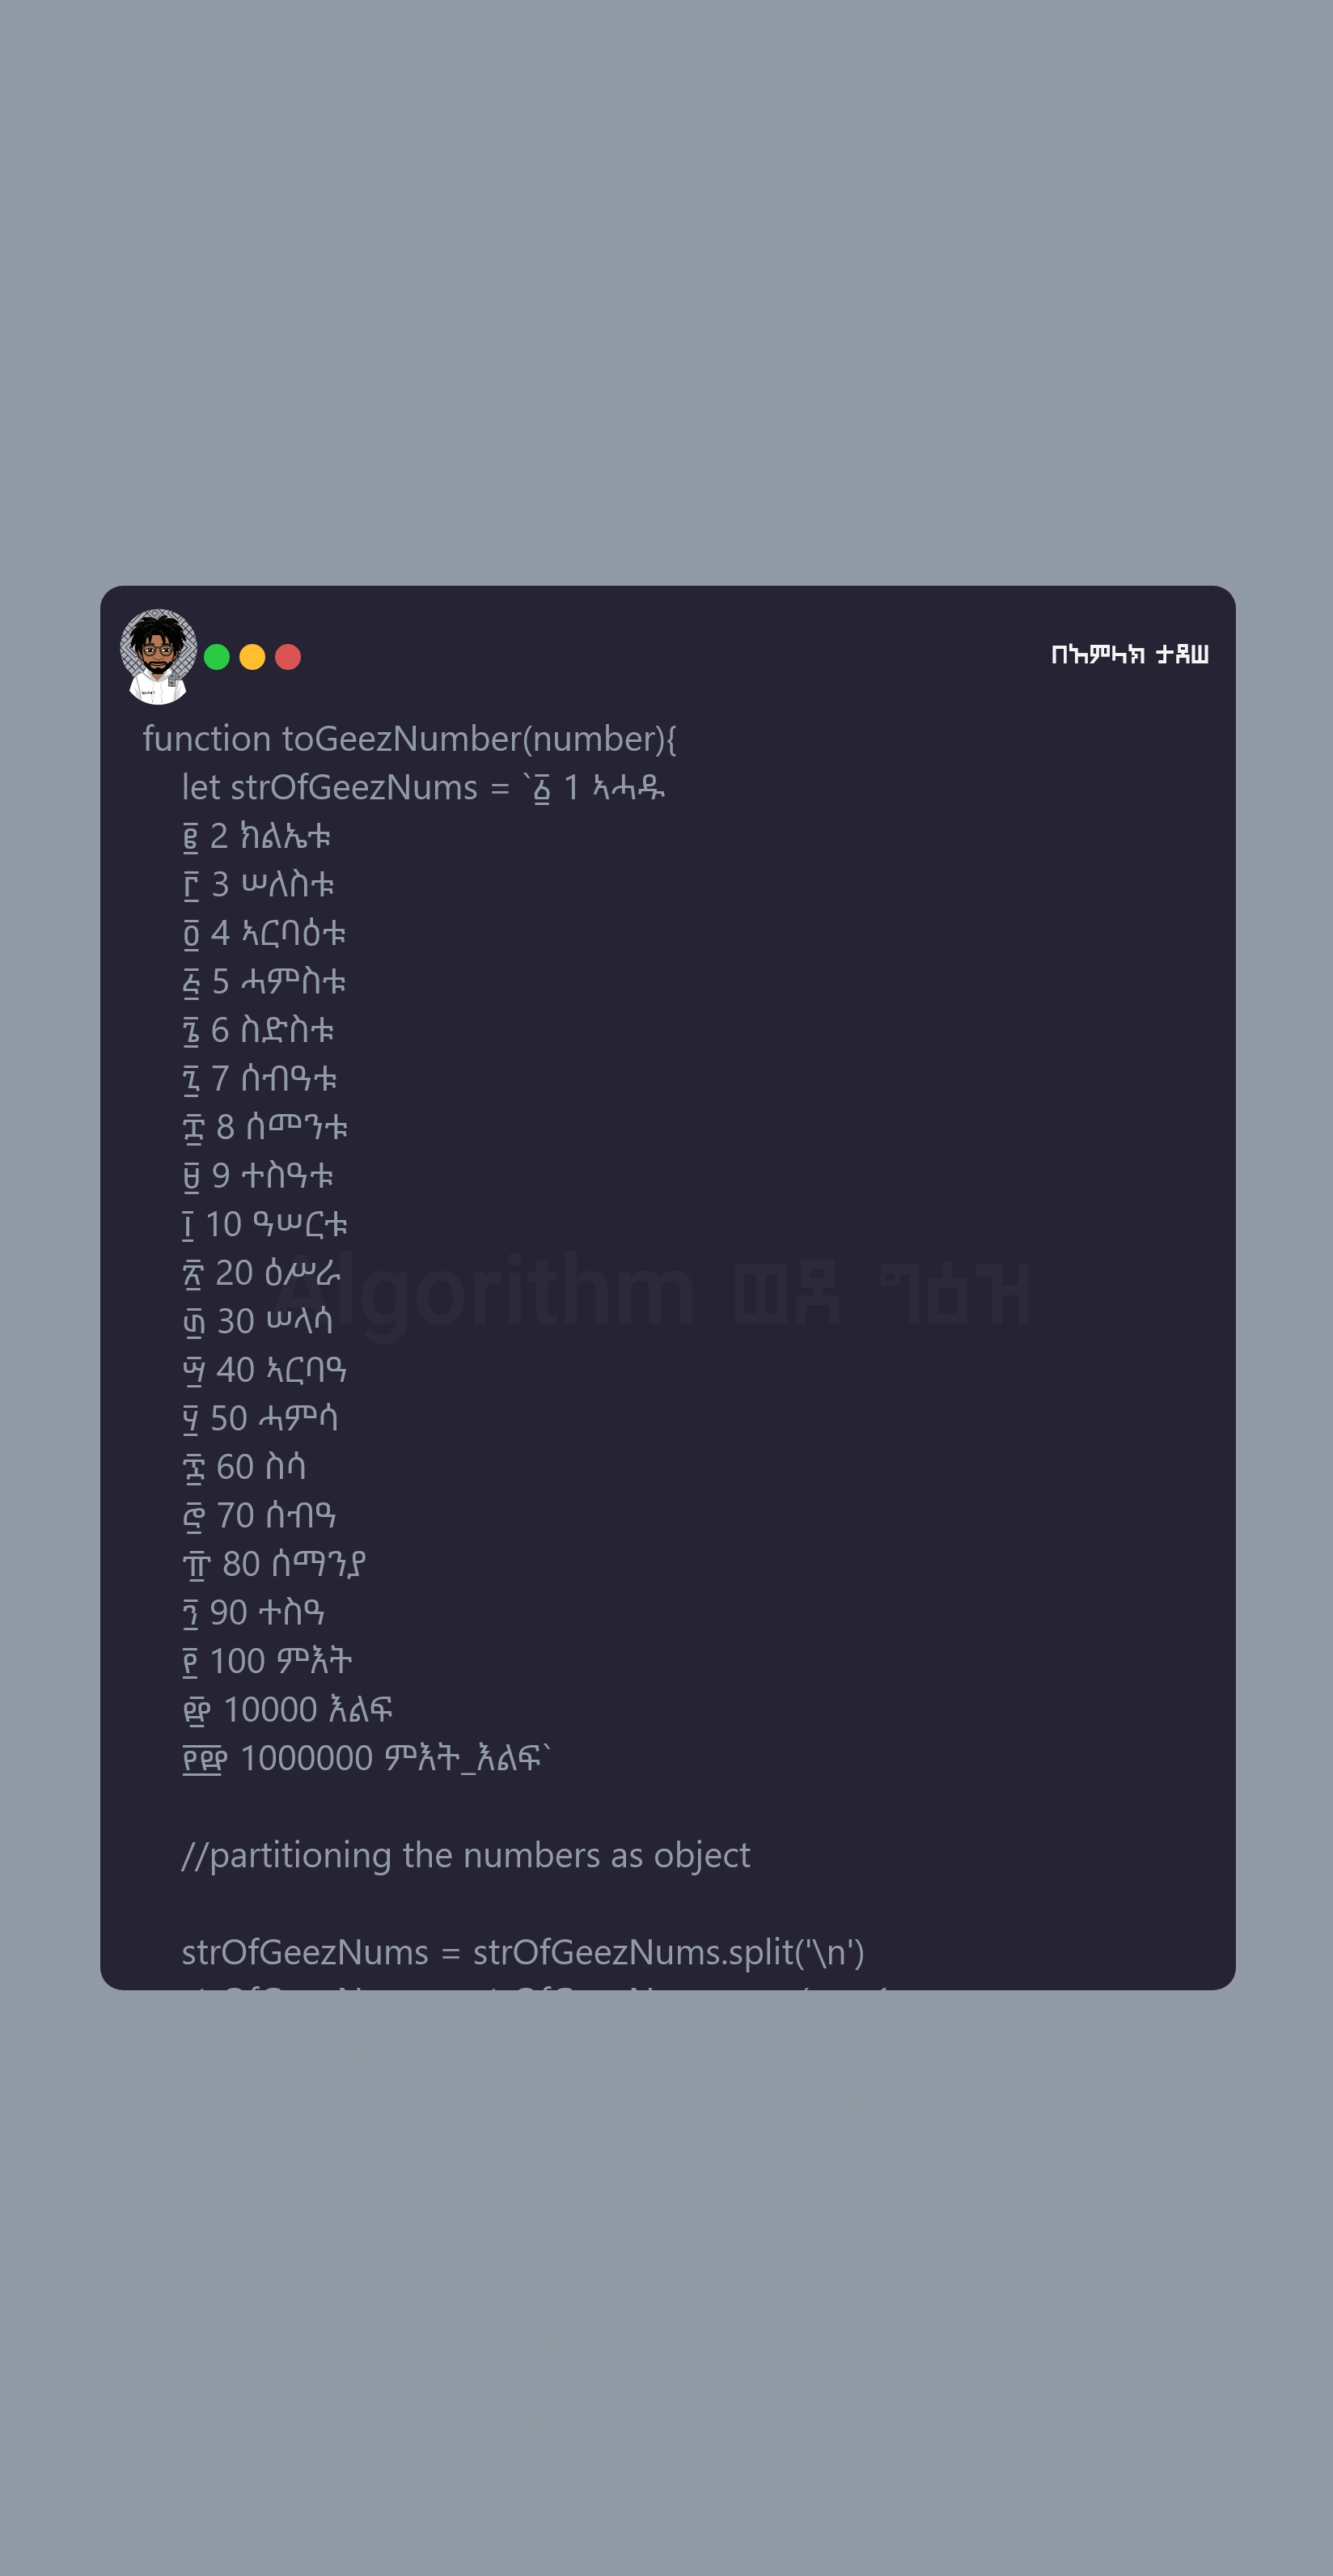 በኣምላክ ታደሠ
function toGeezNumber(number){
let strOfGeezNums = `፩ 1 ኣሓዱ
፪ 2 ክልኤቱ
፫ 3 ሠለስቱ
፬ 4 ኣርባዕቱ
፭ 5 ሓምስቱ
፮ 6 ስድስቱ
፯ 7 ሰብዓቱ
፰ 8 ሰመንቱ
፱ 9 ተስዓቱ
፲ 10 ዓሠርቱ
፳ 20 ዕሥራ
Algorithm ወደ ግዕዝ
፴ 30 ሠላሳ
፵ 40 ኣርባዓ
፶ 50 ሓምሳ
፷ 60 ስሳ
፸ 70 ሰብዓ
፹ 80 ሰማንያ
፺ 90 ተስዓ
፻ 100 ምእት
፼ 10000 እልፍ
፻፼ 1000000 ምእት_እልፍ`
//partitioning the numbers as object
strOfGeezNums = strOfGeezNums.split('\n')